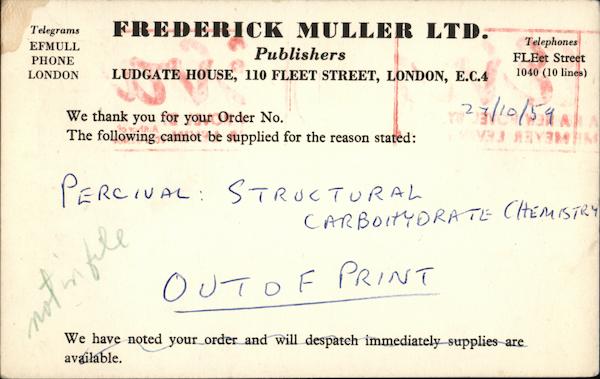 Telegrams
EFMULL
PHONE
LONDON
FREDERICK MULLER LTD.
Publishers
LUDGATE HOUSE, 110 FLEET STREET, LONDON, E.C.4
Telephones
FLEet Street
1040 (10 lines)
27/10/59
We thank you for your Order No.
The following cannot be supplied for the reason stated:
PERCIVAL: STRUCTURAL
CARBOHYDRATE CHEMISTRY
not in file
OUT OF PRINT
We have noted your order and will despatch immediately supplies are
available.